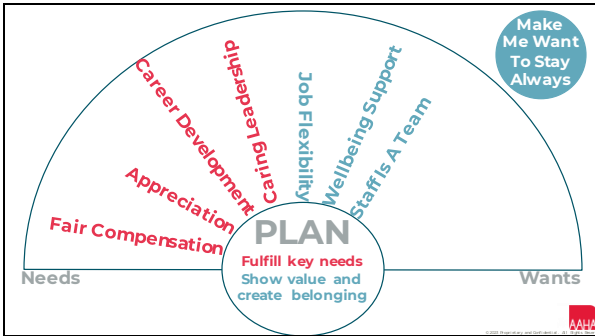 Make
Me Want
To Stay
Always
Fair Compensation
Appreciation
Career Development
Caring Leadership
Job Flexibility
Wellbeing Support
Staff Is A Team
PLAN
Fulfill key needs
Show value and
create belonging
Needs
Wants
AAHA